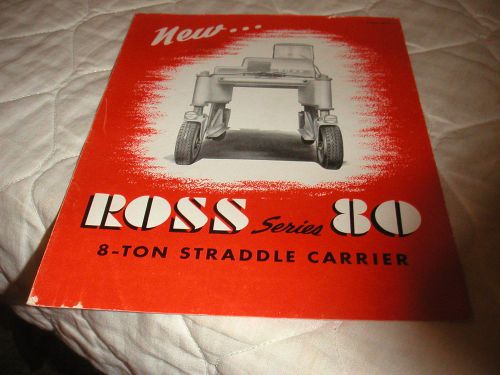 New...
ROSS Series 80
8-TON STRADDLE CARRIER